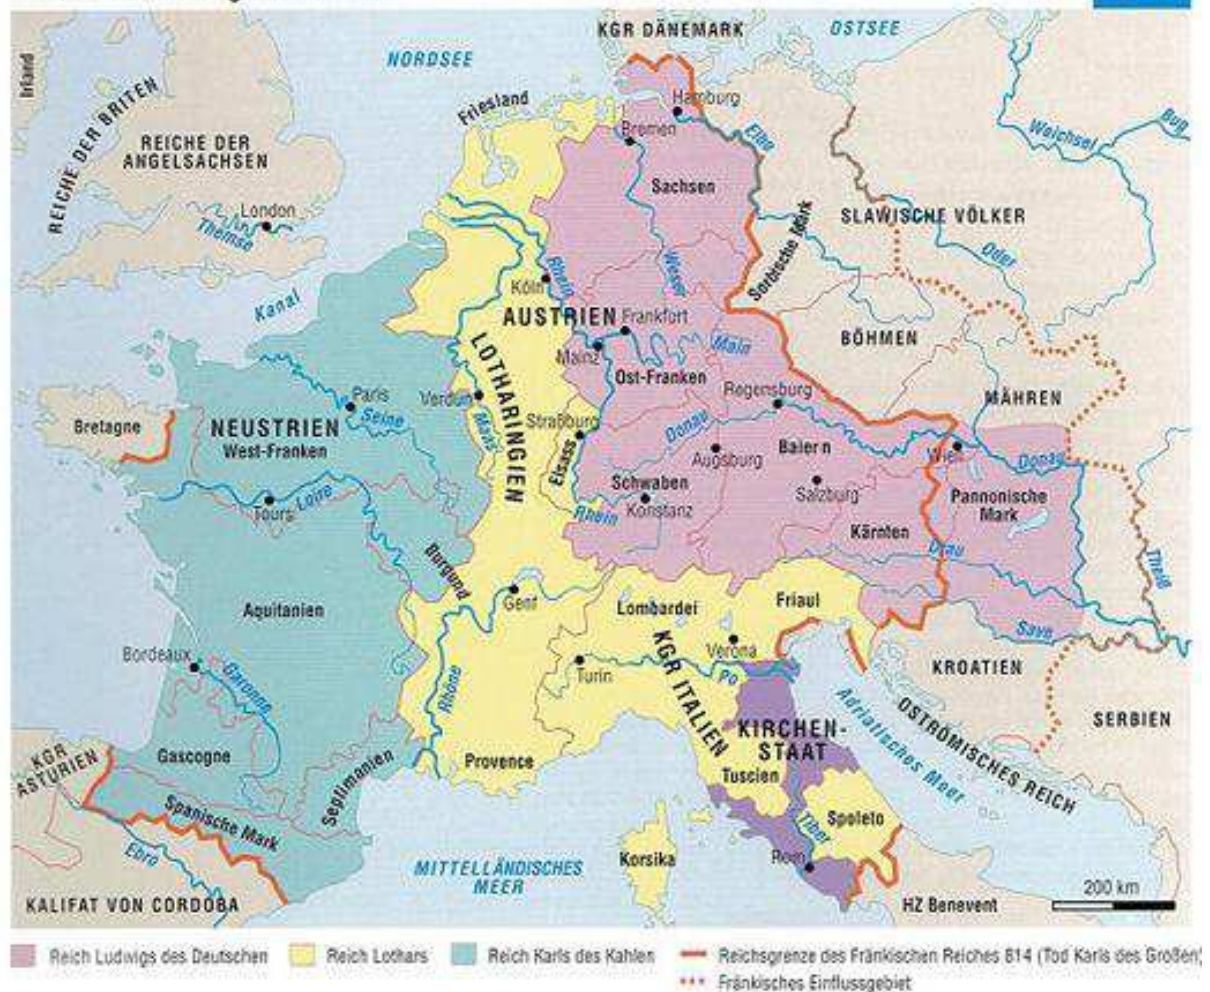 NORDSEE
KGR DÄNEMARK
OSTSEE
Irland
REICHE DER BRITEN
REICHE DER
ANGELSACHSEN
London
Themse
Friesland
Hamburg
Bremen
Elbe
Weichsel
Bug
Sachsen
SLAWISCHE VÖLKER
Sorbische Mark
Oder
Kanal
Köln
Rhein
Weser
AUSTRIEN
Frankfort
BÖHMEN
Mainz
Main
LOTHARINGIEN
Ost-Franken
Regensburg
MÄHREN
Paris
Seine
Verdun
Maas
Straßburg
Elsass
Donau
Bretagne
NEUSTRIEN
West-Franken
Augsburg
Baiern
Wien
Donau
Schwaben
Salzburg
Pannonische
Mark
Loire
Tours
Rhein
Konstanz
Kärnten
Drau
Theiß
Burgund
Aquitanien
Genf
Lombardei
Friaul
Save
Bordeaux
Garonne
Rhône
Turin
Verona
Po
KGR ITALIEN
KROATIEN
SERBIEN
KIRCHEN-
STAAT
Adriatisches Meer
OSTRÖMISCHES REICH
KGR
ASTURIEN
Gascogne
Septimanien
Provence
Tuscien
Spanische Mark
Ebro
Tiber
Spoleto
MITTELLÄNDISCHES
MEER
Korsika
Rom
KALIFAT VON CORDOBA
HZ Benevent
200 km
Reich Ludwigs des Deutschen
Reich Lothars
Reich Karls des Kahlen
Reichsgrenze des Fränkischen Reiches 814 (Tod Karls des Großen)
Fränkisches Einflussgebiet